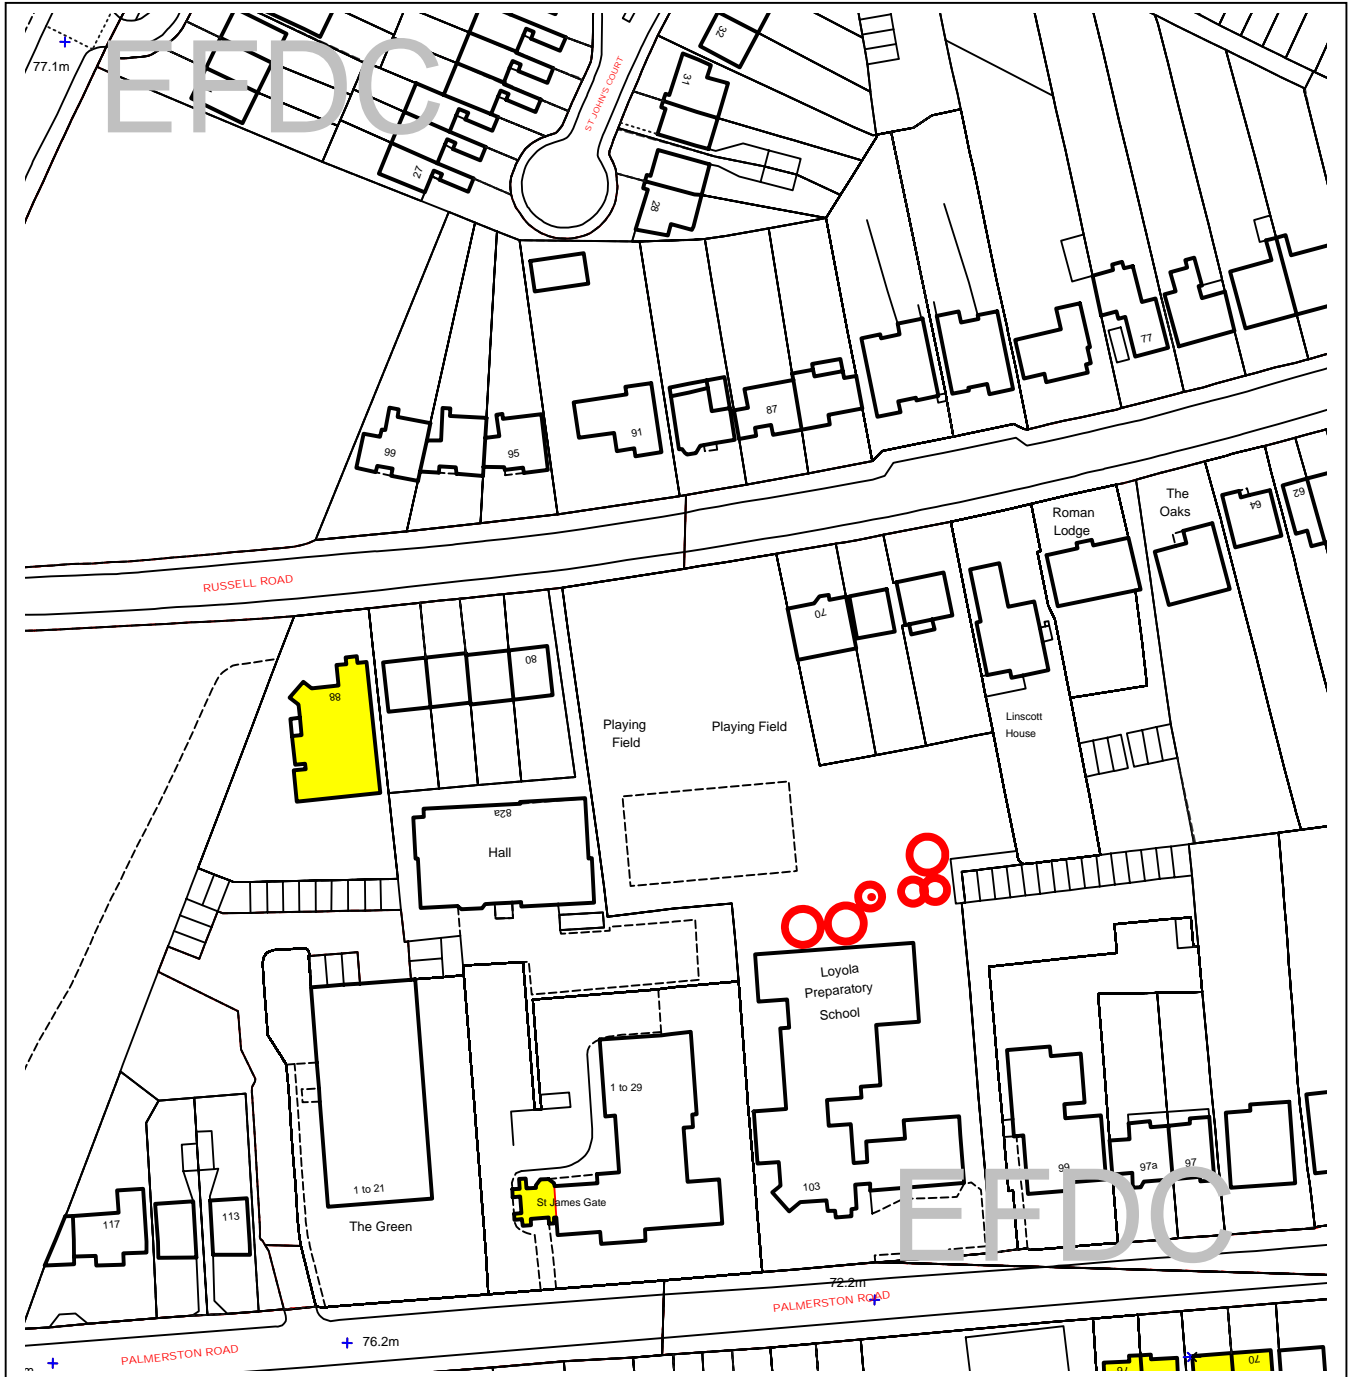 EFDC
77.1m
ST JOHN'S COURT
32
31
27
28
77
99
95
91
87
RUSSELL ROAD
Roman
Lodge
The
Oaks
64
62
70
80
88
Playing
Field
Playing Field
Linscott
House
82a
Hall
Loyola
Preparatory
School
1 to 29
1 to 21
The Green
St James Gate
103
99
97a
97
117
113
EFDC
72.2m
PALMERSTON ROAD
76.2m
PALMERSTON ROAD
m
76
70